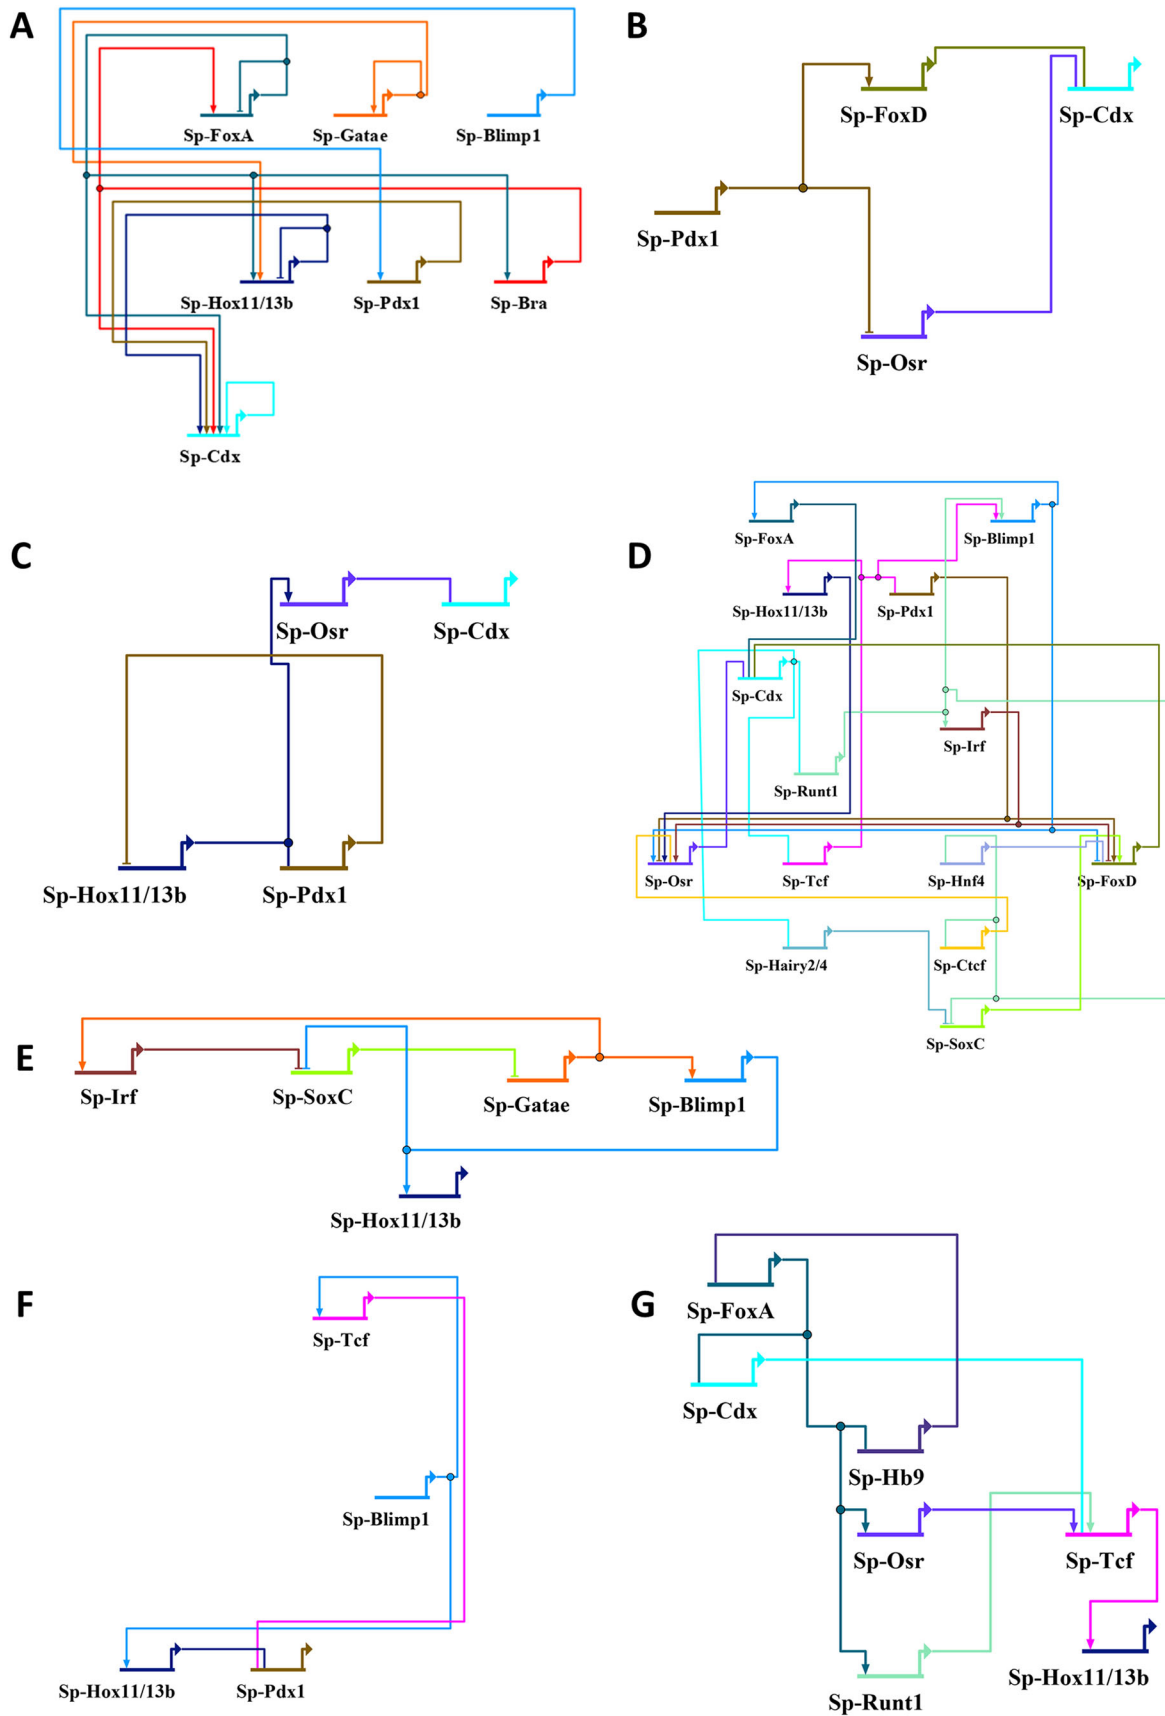 A
Sp-FoxA
Sp-Gatae
Sp-Blimp1
Sp-Hox11/13b
Sp-Pdx1
Sp-Bra
Sp-Cdx
B
Sp-FoxD
Sp-Cdx
Sp-Pdx1
Sp-Osr
C
Sp-Osr
Sp-Cdx
Sp-Hox11/13b
Sp-Pdx1
D
Sp-FoxA
Sp-Blimp1
Sp-Hox11/13b
Sp-Pdx1
Sp-Cdx
Sp-Irf
Sp-Runt1
Sp-Osr
Sp-Tcf
Sp-Hnf4
Sp-FoxD
Sp-Hairy2/4
Sp-Ctcf
Sp-SoxC
E
Sp-Irf
Sp-SoxC
Sp-Gatae
Sp-Blimp1
Sp-Hox11/13b
F
Sp-Tcf
Sp-Blimp1
Sp-Hox11/13b
Sp-Pdx1
G
Sp-FoxA
Sp-Cdx
Sp-Hb9
Sp-Osr
Sp-Tcf
Sp-Hox11/13b
Sp-Runt1